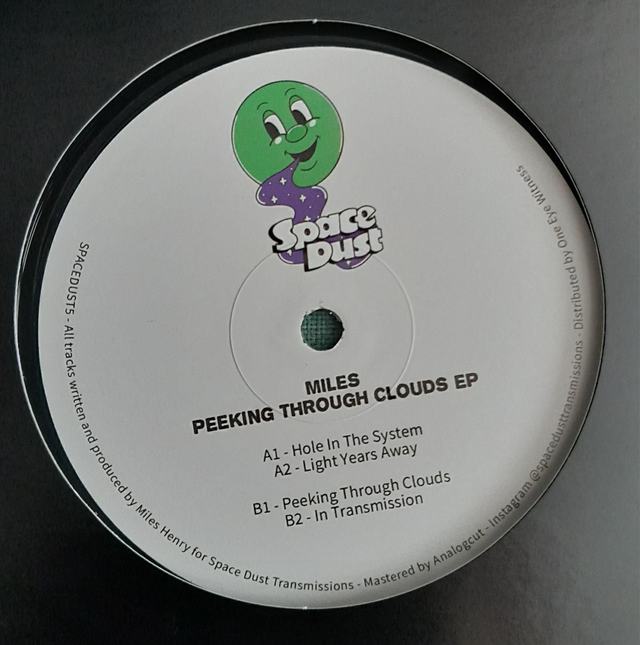 Space
Dust
MILES
PEEKING THROUGH CLOUDS EP
A1 - Hole In The System
A2 - Light Years Away
B1 - Peeking Through Clouds
B2 - In Transmission
SPACEDUST5 - All tracks written and produced by Miles Henry for Space Dust Transmissions - Mastered by Analogcut - Instagram @spacedusttransmissions - Distributed by One Eye Witness